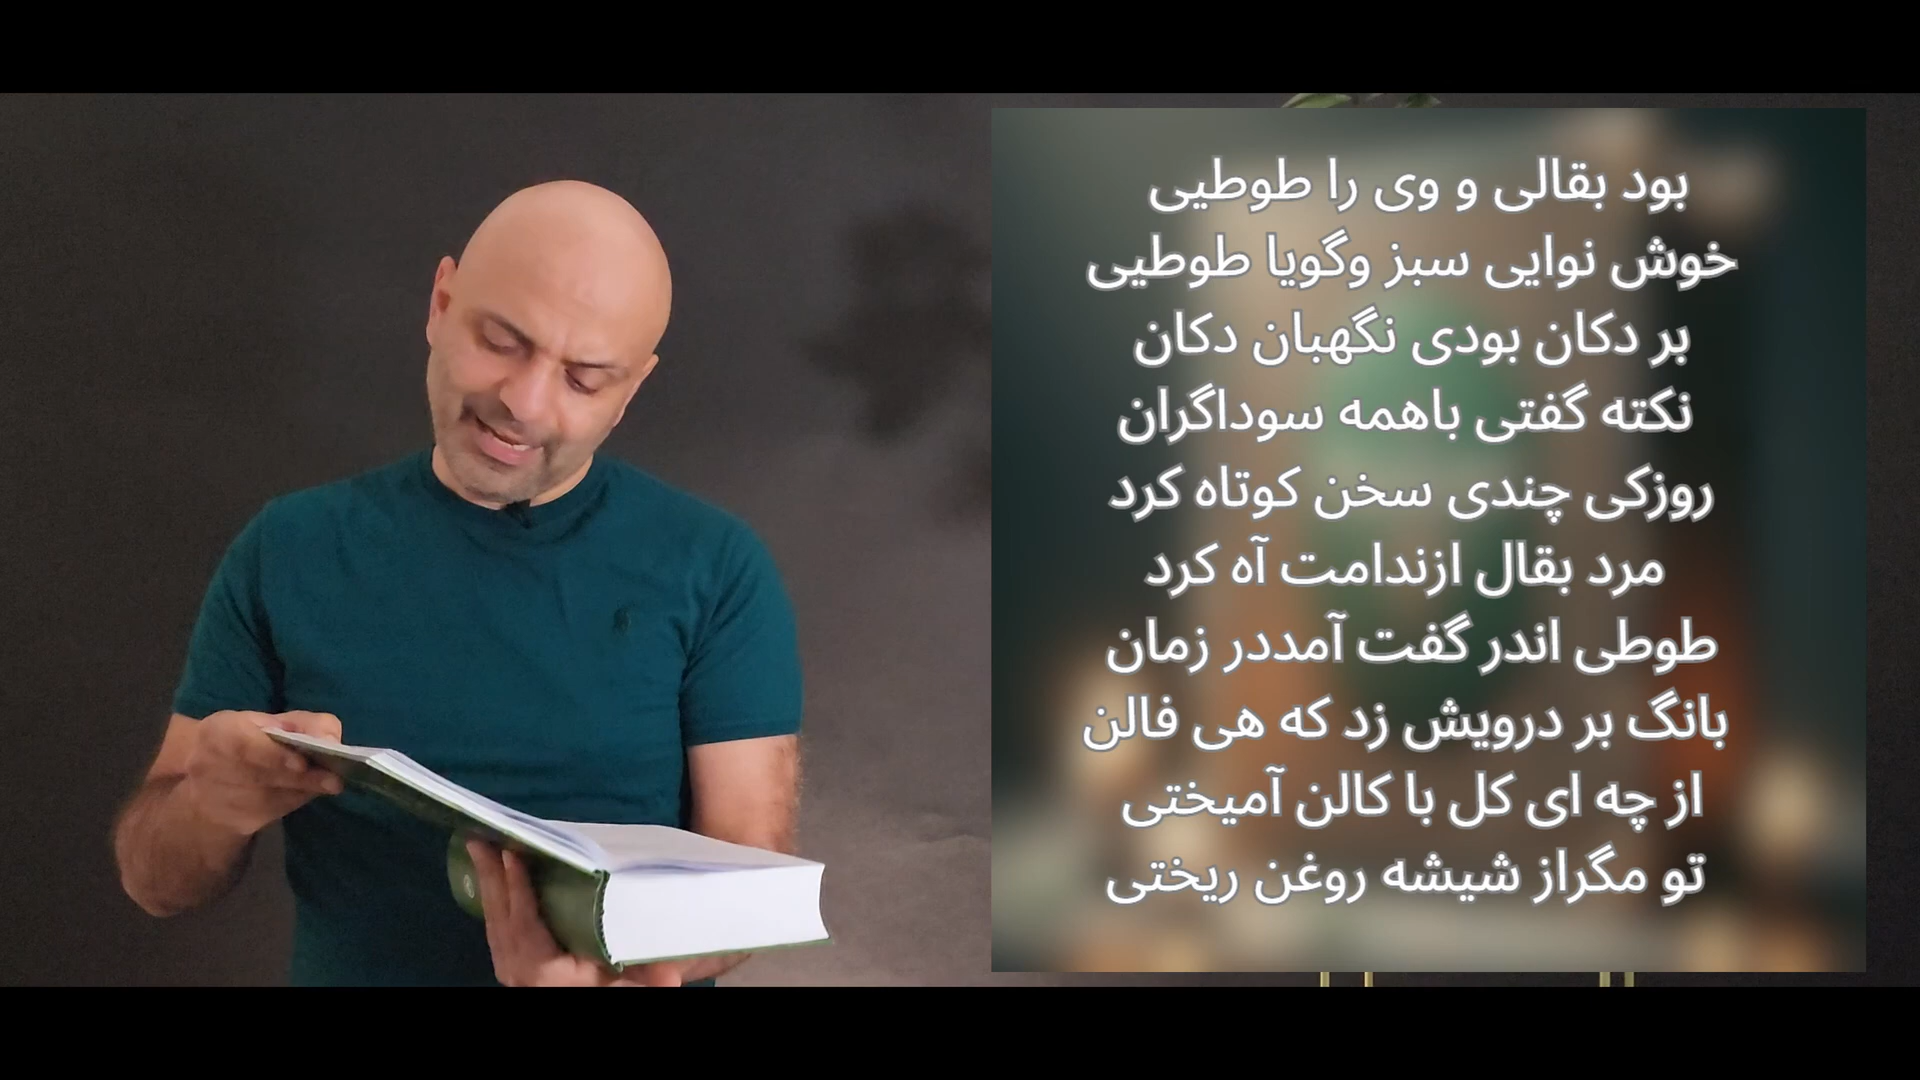 بود بقالی و وی را طوطیی
خوش نوایی سبز وگویا طوطیی
بر دکان بودی نگهبان دکان
نکته گفتی باهمه سوداگران
روزکی چندی سخن کوتاه کرد
مرد بقال ازندامت آه کرد
طوطی اندر گفت آمددر زمان
بانگ بر درویش زد که هی فالن
از چه ای کل با کالن آمیختی
تو مگراز شیشه روغن ریختی